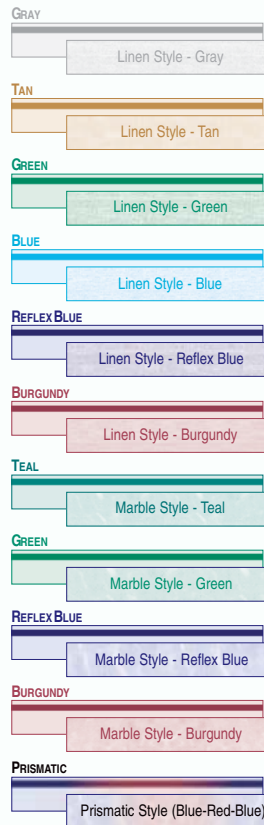 GRAY
Linen Style - Gray
TAN
Linen Style - Tan
GREEN
Linen Style - Green
BLUE
Linen Style - Blue
REFLEX BLUE
Linen Style - Reflex Blue
BURGUNDY
Linen Style - Burgundy
TEAL
Marble Style - Teal
GREEN
Marble Style - Green
REFLEX BLUE
Marble Style - Reflex Blue
BURGUNDY
Marble Style - Burgundy
PRISMATIC
Prismatic Style (Blue-Red-Blue)